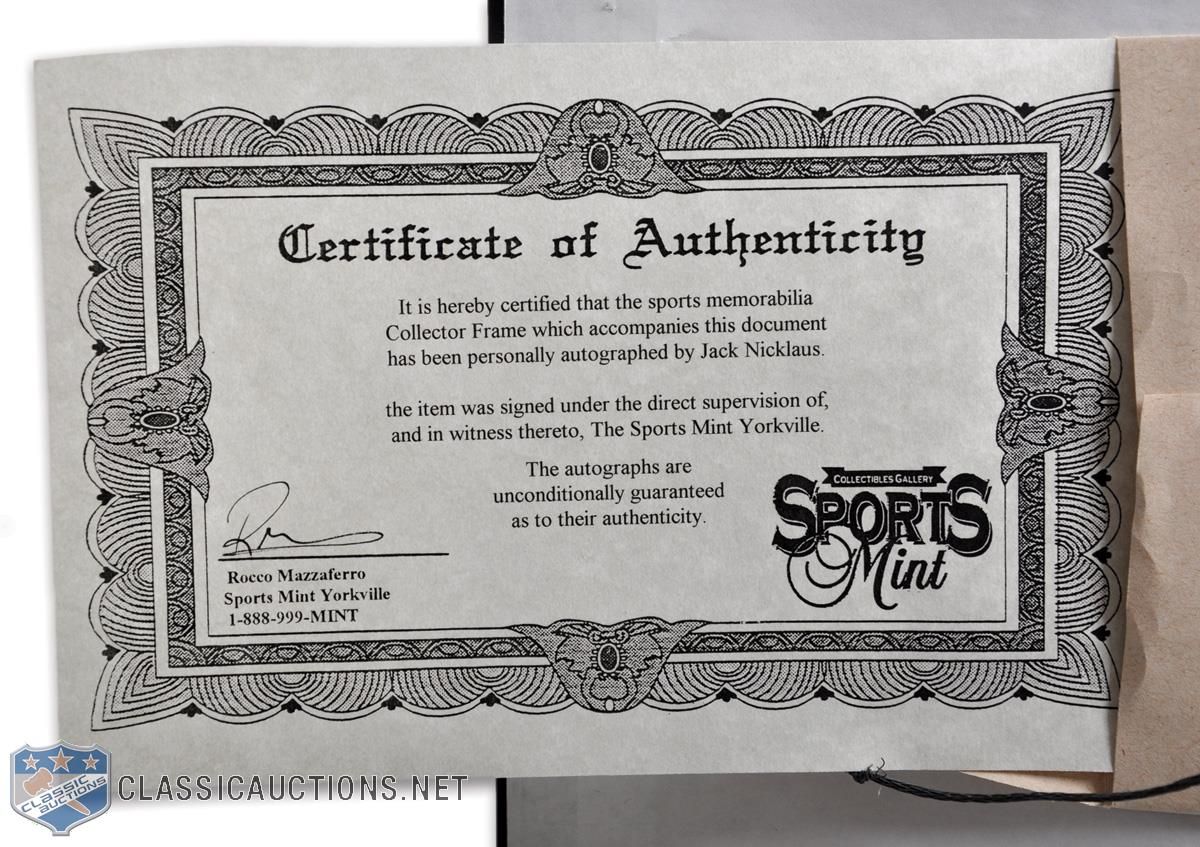 Certificate of Authenticity
It is hereby certified that the sports memorabilia
Collector Frame which accompanies this document
has been personally autographed by Jack Nicklaus.
the item was signed under the direct supervision of,
and in witness thereto, The Sports Mint Yorkville.
The autographs are
unconditionally guaranteed
as to their authenticity.
Rocco Mazzaferro
Sports Mint Yorkville
1-888-999-MINT
COLLECTIBLES GALLERY
SPORTS
Mint
CLASSIC
AUCTIONS
CLASSICAUCTIONS.NET